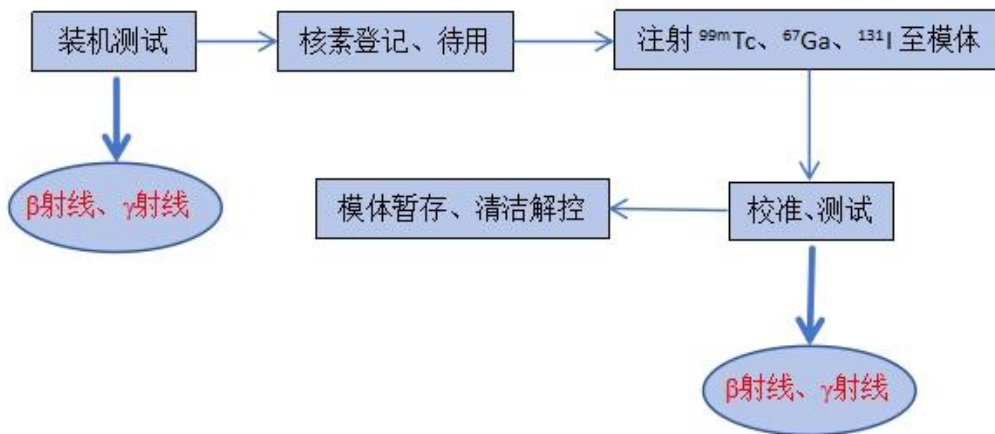 装机测试
核素登记、待用
注射 ⁹⁹ᵐTc、⁶⁷Ga、¹³¹I 至模体
β射线、γ射线
模体暂存、清洁解控
校准、测试
β射线、γ射线